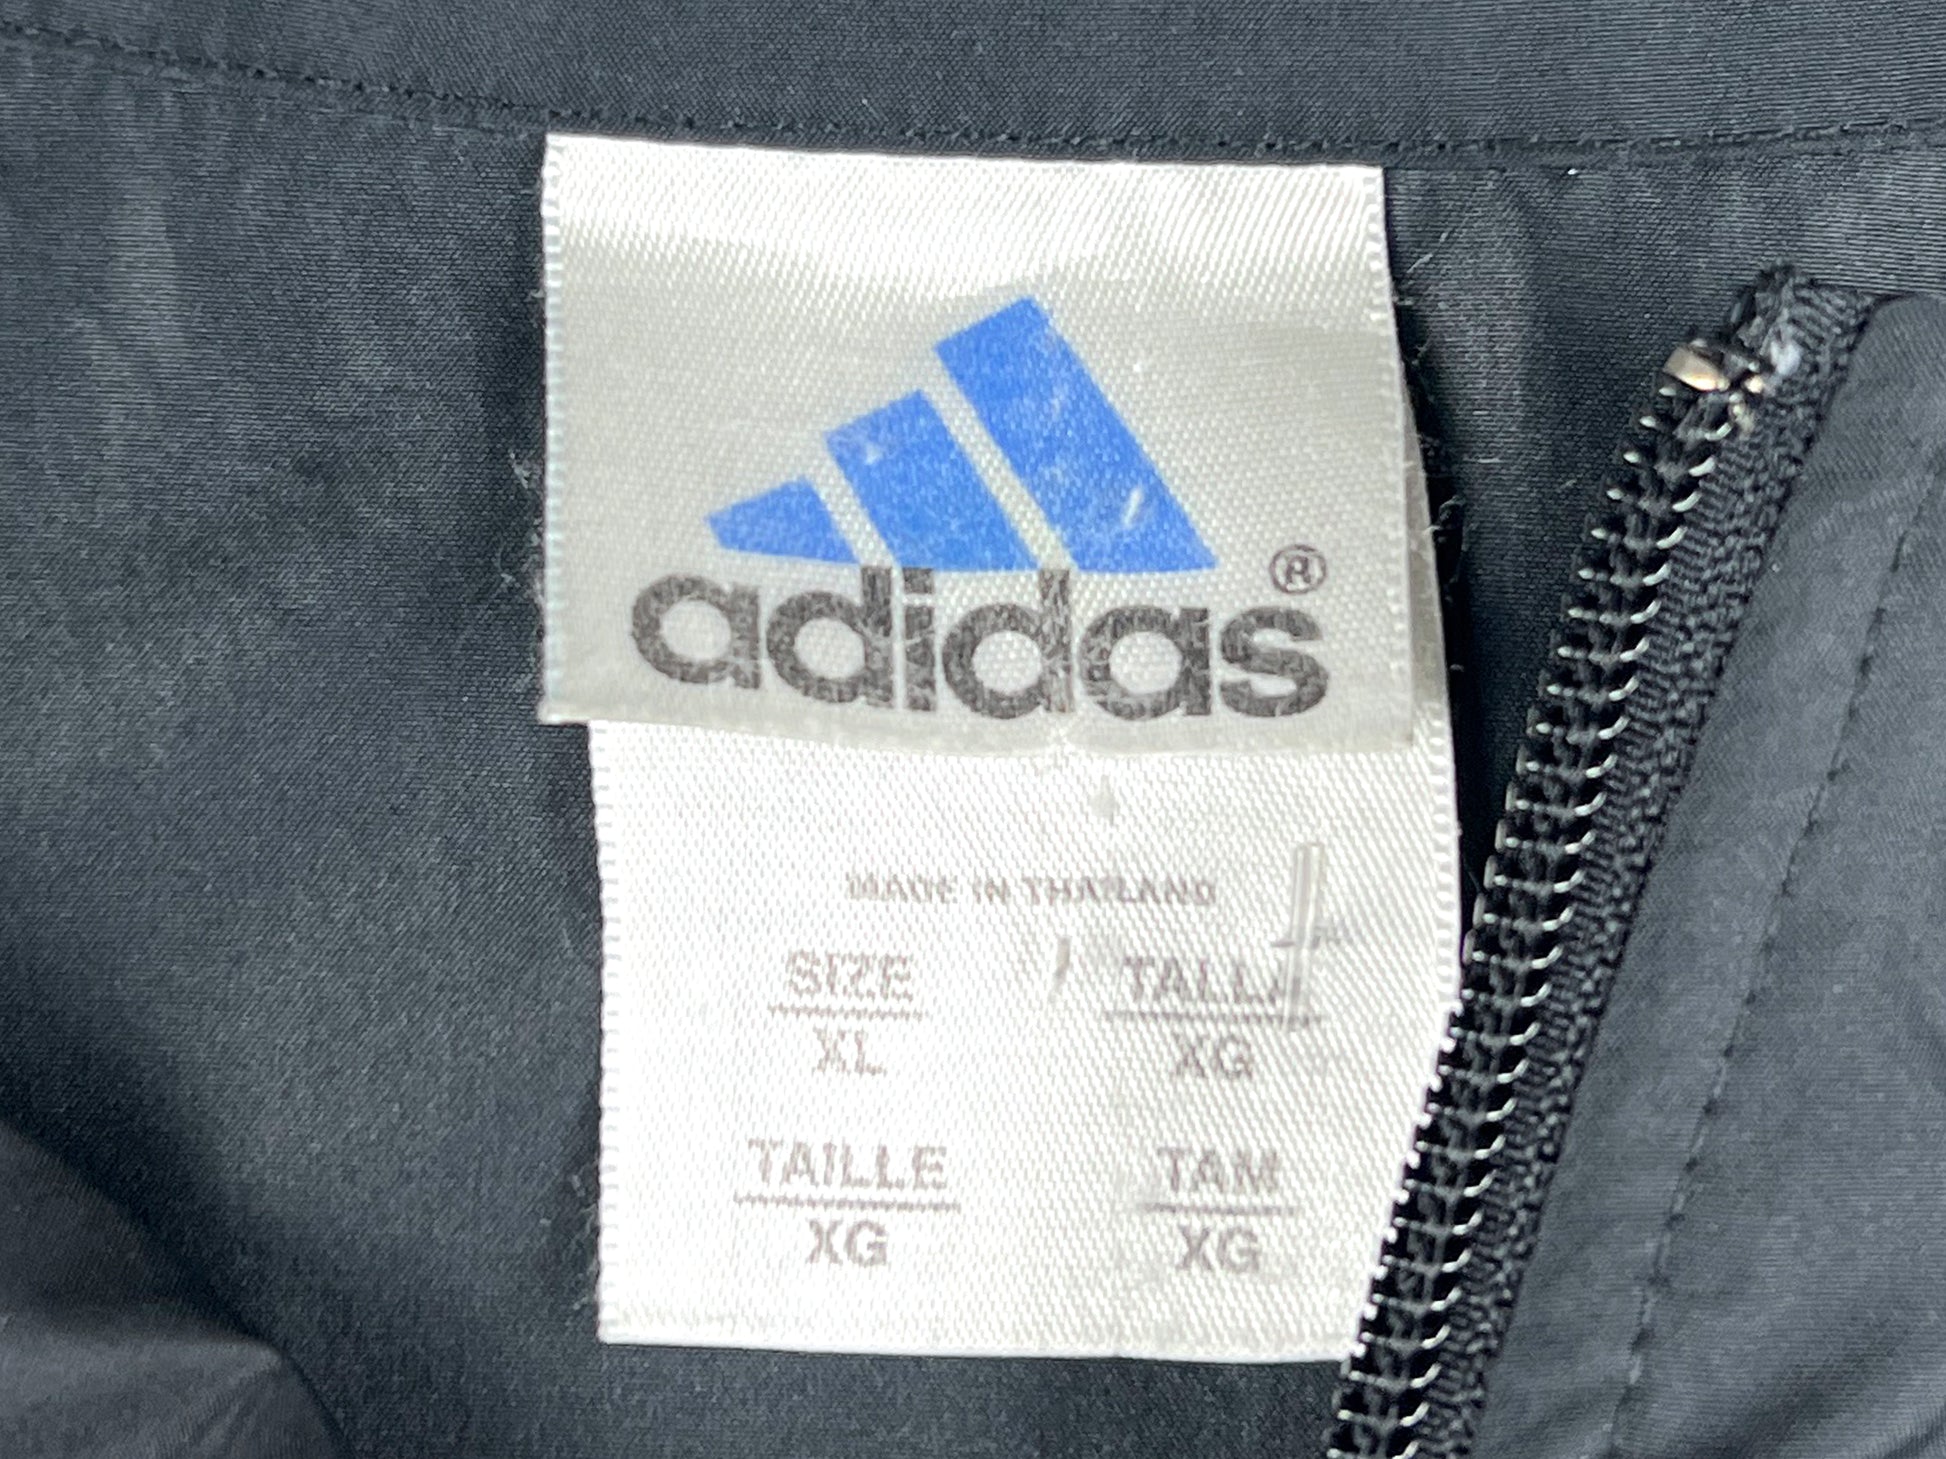 adidas®
MADE IN THAILAND
SIZE TALLA
XL XG
TAILLE TAM
XG XG